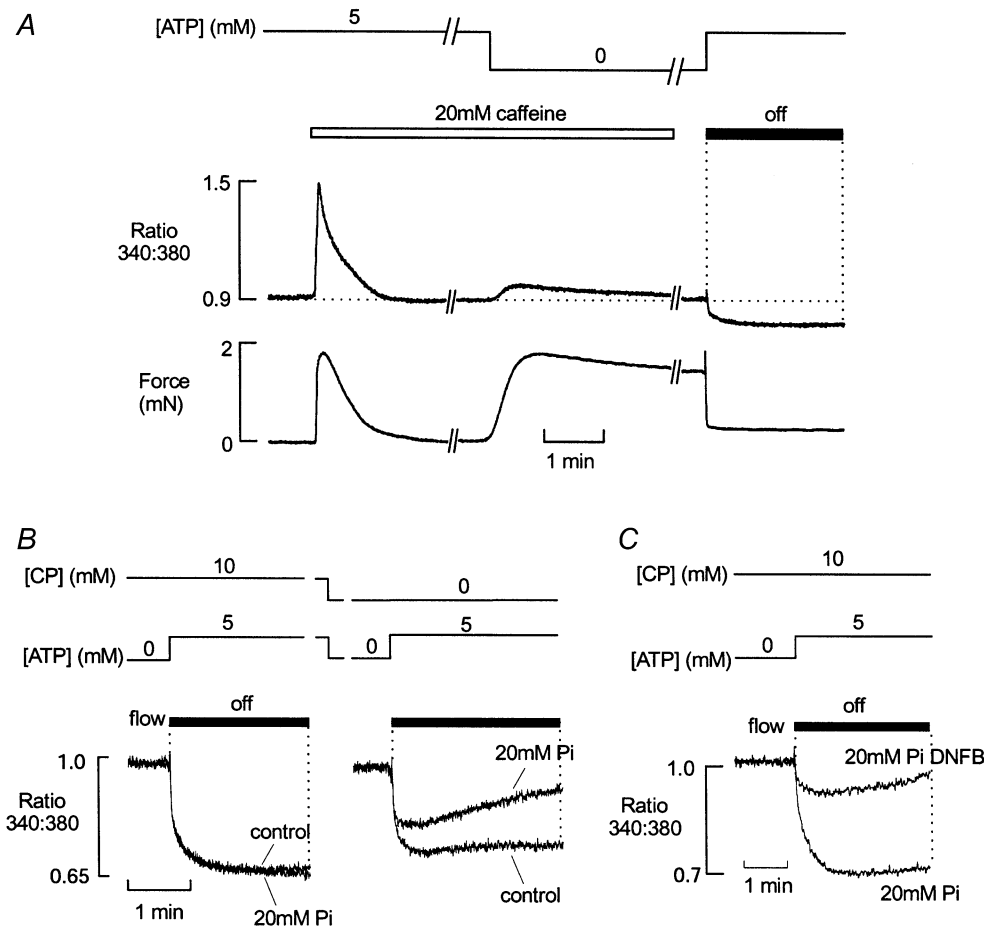 A
[ATP] (mM)
5
0
20mM caffeine
off
1.5
Ratio
340:380
0.9
2
Force
(mN)
0
1 min
B
[CP] (mM)
10
0
[ATP] (mM)
0
5
0
5
flow
off
1.0
Ratio
340:380
0.65
control
20mM Pi
1 min
20mM Pi
control
C
[CP] (mM)
10
[ATP] (mM)
0
5
flow
off
1.0
20mM Pi DNFB
Ratio
340:380
0.7
1 min
20mM Pi